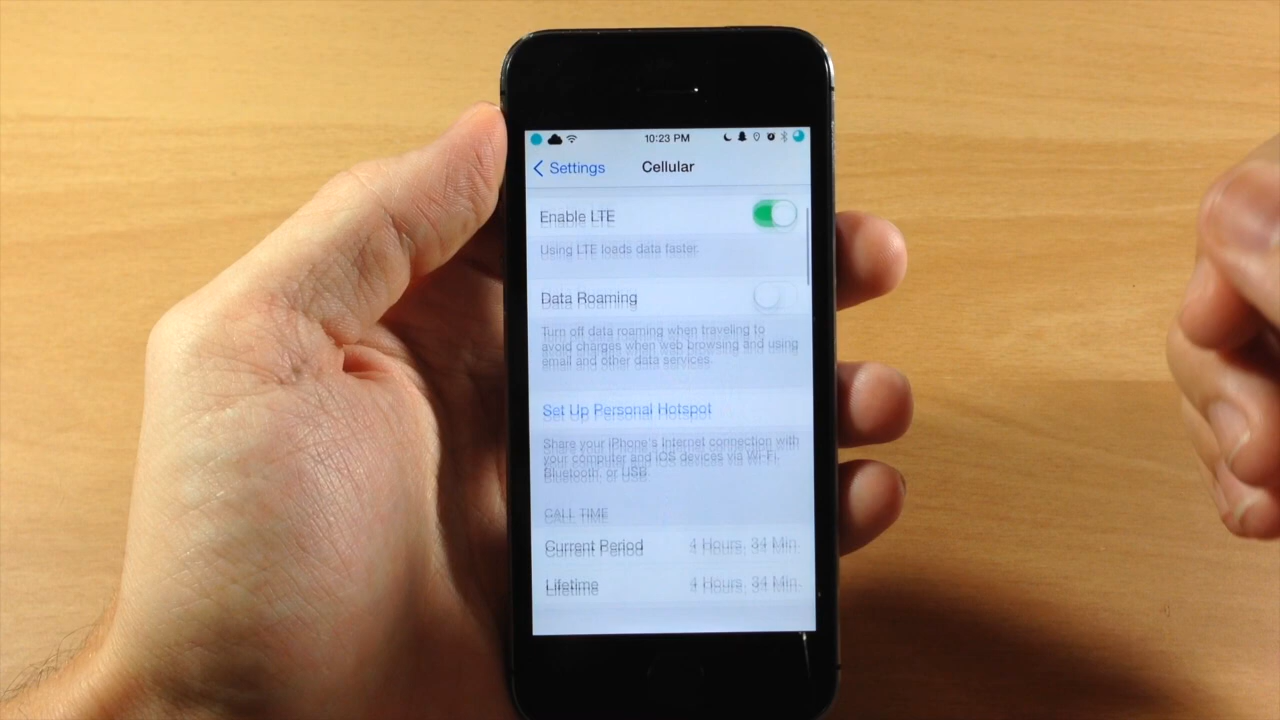 10:23 PM
Settings
Cellular
Enable LTE
Using LTE loads data faster.
Data Roaming
Turn off data roaming when traveling to
avoid charges when web browsing and using
email and other data services.
Set Up Personal Hotspot
Share your iPhone's Internet connection with
your computer and iOS devices via Wi-Fi,
Bluetooth, or USB.
CALL TIME
Current Period 4 Hours, 34 Min.
Lifetime 4 Hours, 34 Min.